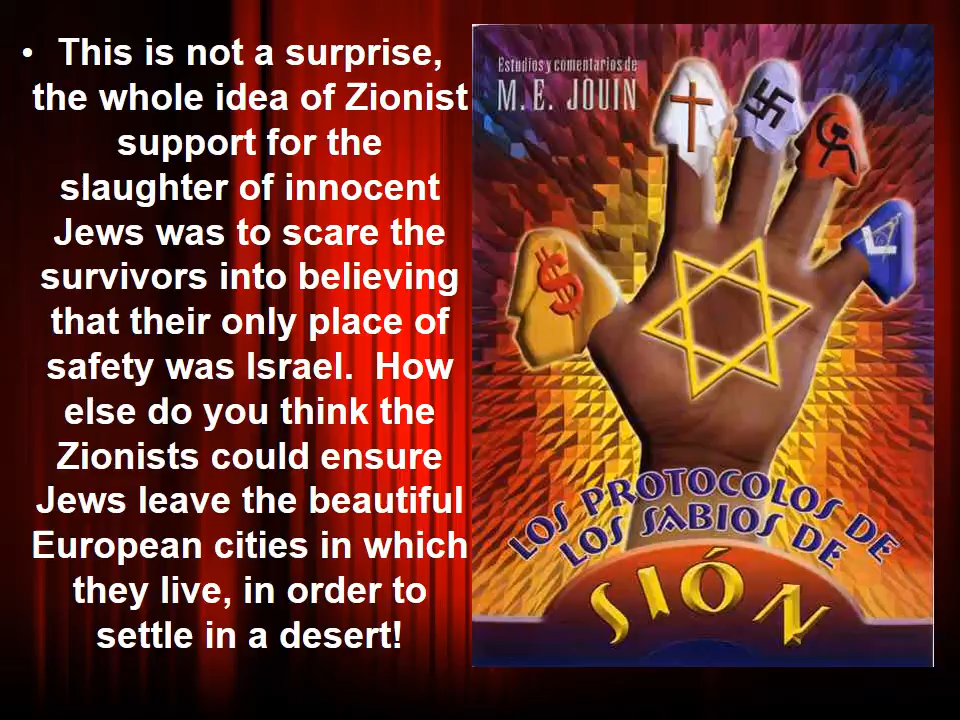 • This is not a surprise,
the whole idea of Zionist
support for the
slaughter of innocent
Jews was to scare the
survivors into believing
that their only place of
safety was Israel. How
else do you think the
Zionists could ensure
Jews leave the beautiful
European cities in which
they live, in order to
settle in a desert!
Estudios y comentarios de
M. E. JOUIN
$
LOS PROTOCOLOS DE
LOS SABIOS DE
SIÓN